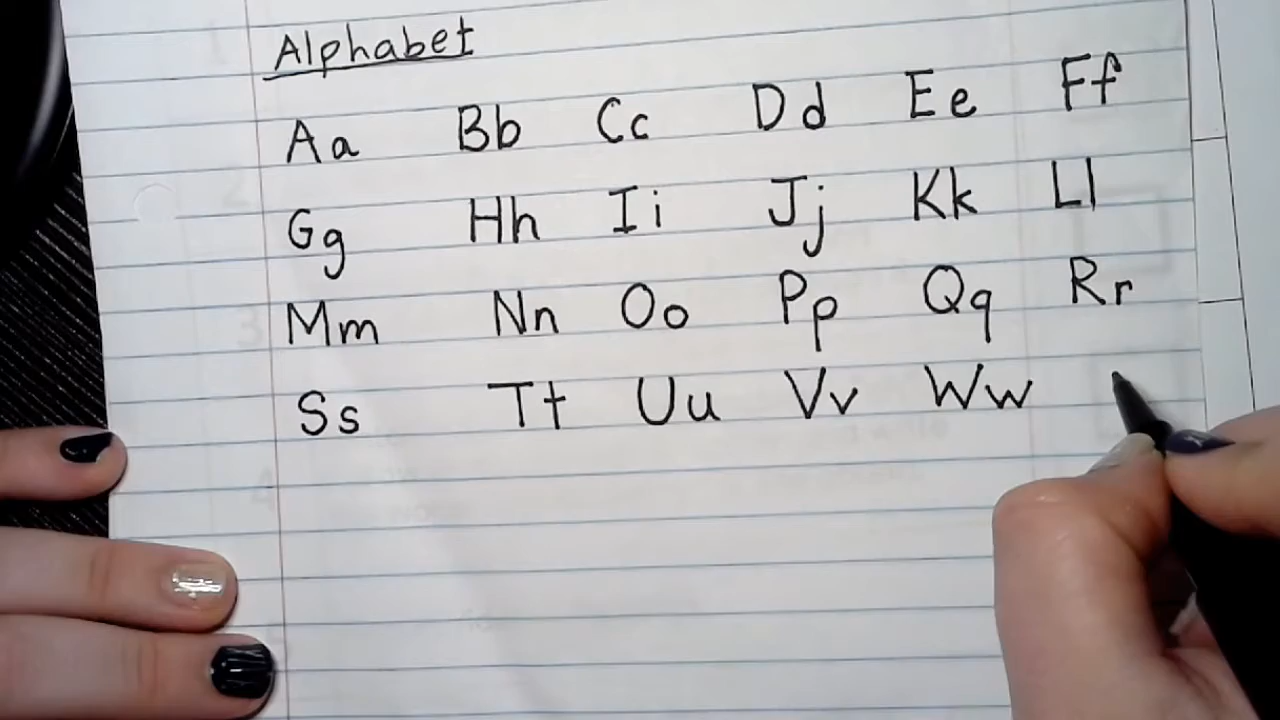 Alphabet
Aa Bb Cc Dd Ee Ff
Gg Hh Ii Jj Kk Ll
Mm Nn Oo Pp Qq Rr
Ss Tt Uu Vv Ww